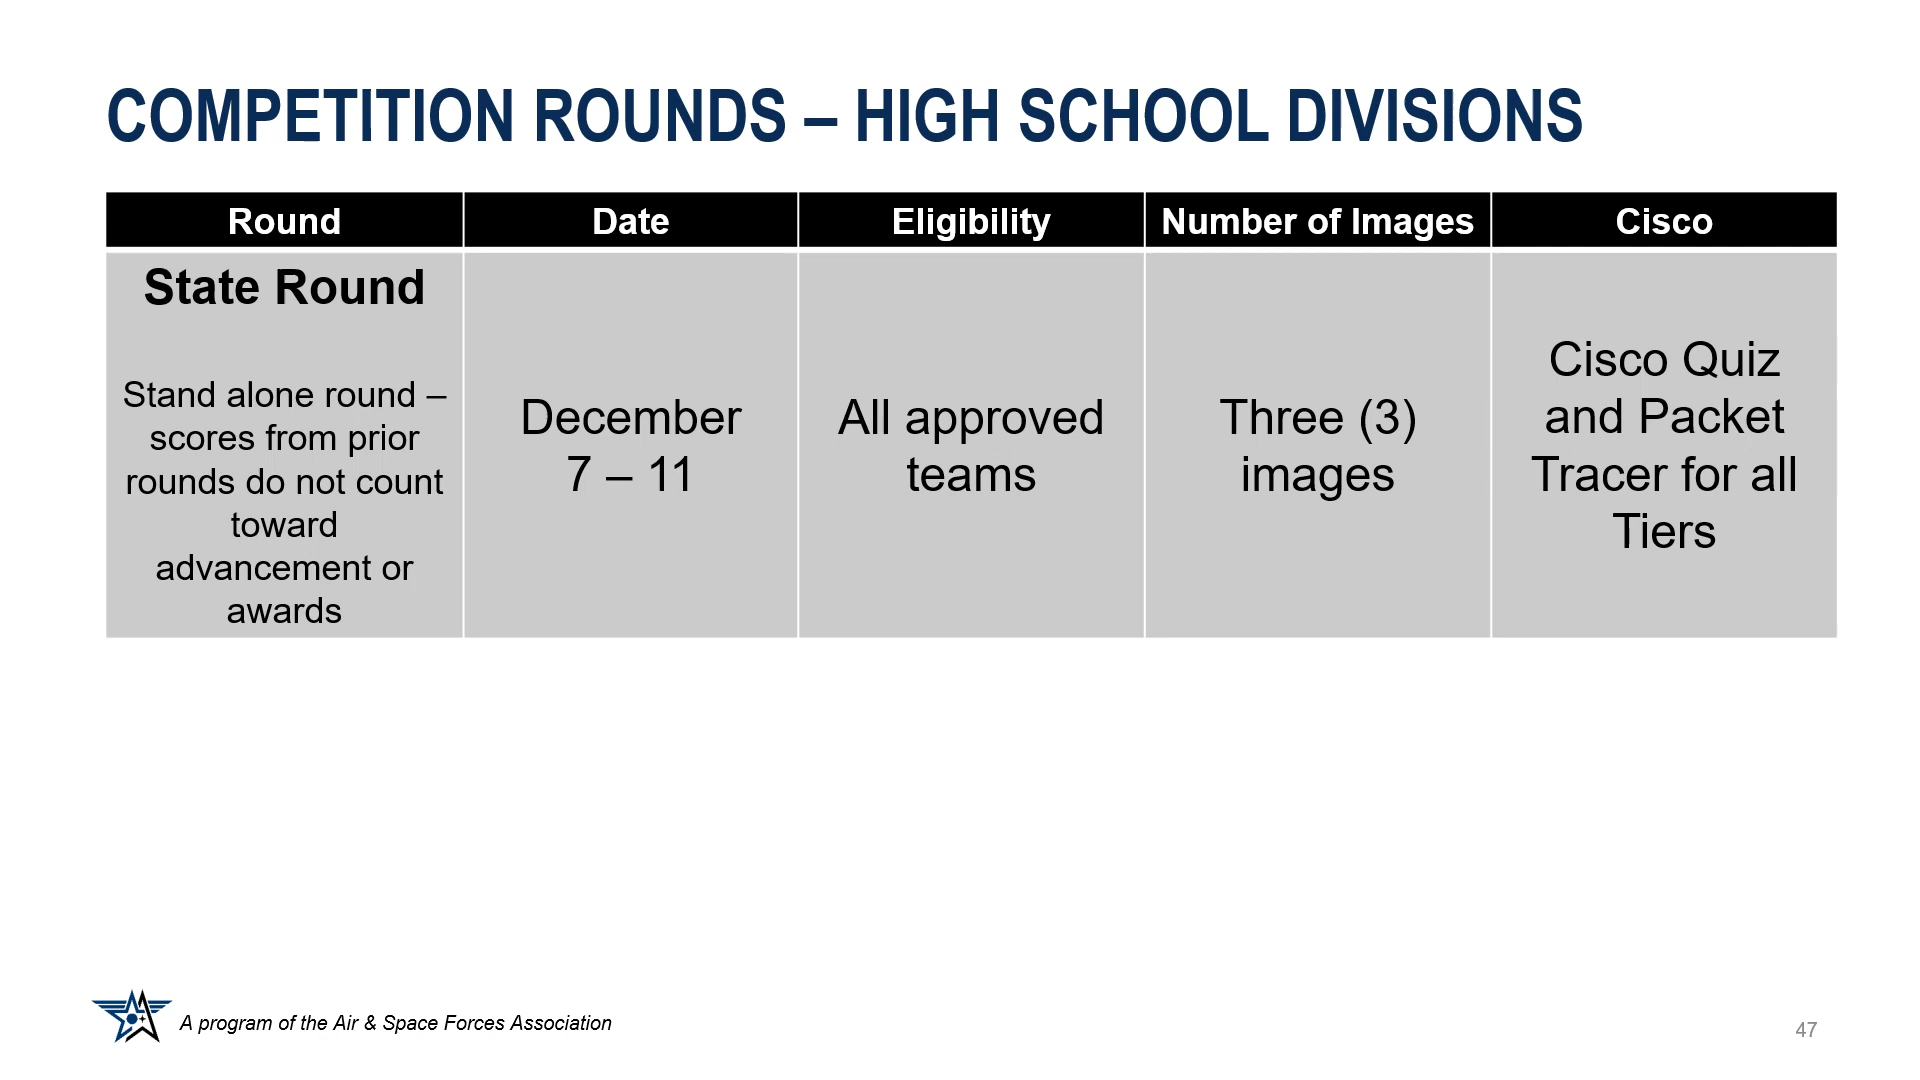 COMPETITION ROUNDS – HIGH SCHOOL DIVISIONS
Round
Date
Eligibility
Number of Images
Cisco
State Round
Stand alone round –
scores from prior
rounds do not count
toward
advancement or
awards
December
7 – 11
All approved
teams
Three (3)
images
Cisco Quiz
and Packet
Tracer for all
Tiers
A program of the Air & Space Forces Association
47